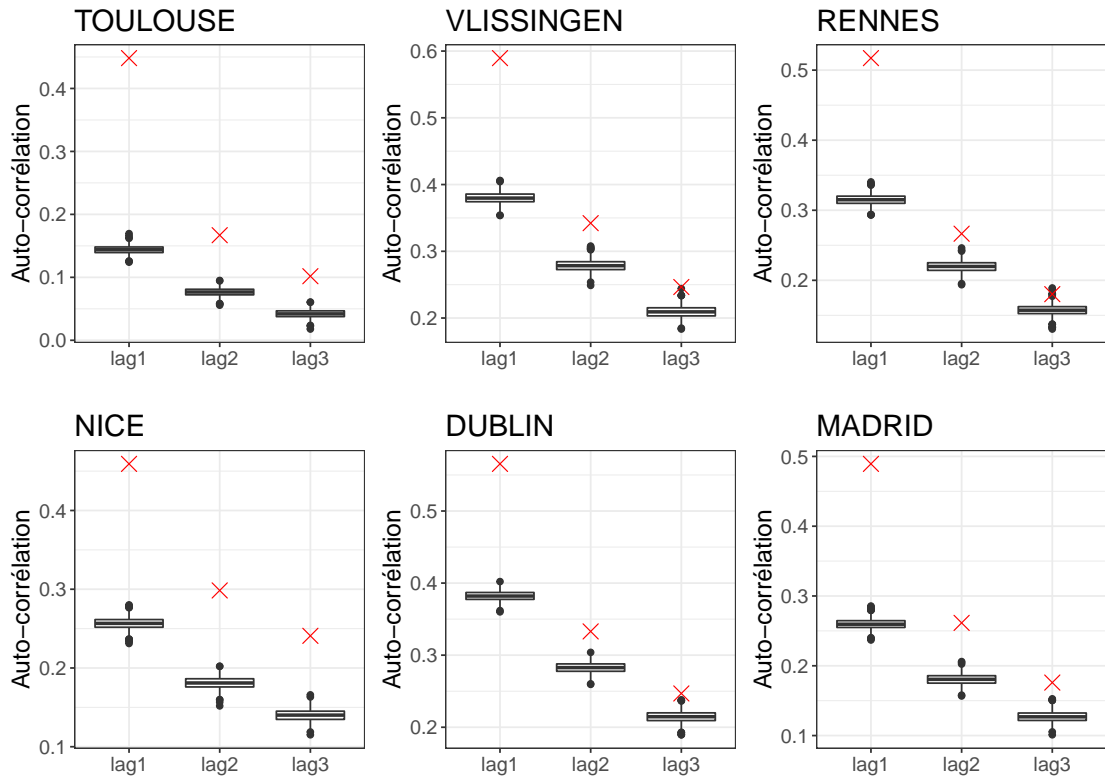 TOULOUSE
Auto−corrélation
0.4
0.3
0.2
0.1
0.0
lag1 lag2 lag3
VLISSINGEN
Auto−corrélation
0.6
0.5
0.4
0.3
0.2
lag1 lag2 lag3
RENNES
Auto−corrélation
0.5
0.4
0.3
0.2
lag1 lag2 lag3
NICE
Auto−corrélation
0.4
0.3
0.2
0.1
lag1 lag2 lag3
DUBLIN
Auto−corrélation
0.5
0.4
0.3
0.2
lag1 lag2 lag3
MADRID
Auto−corrélation
0.5
0.4
0.3
0.2
0.1
lag1 lag2 lag3